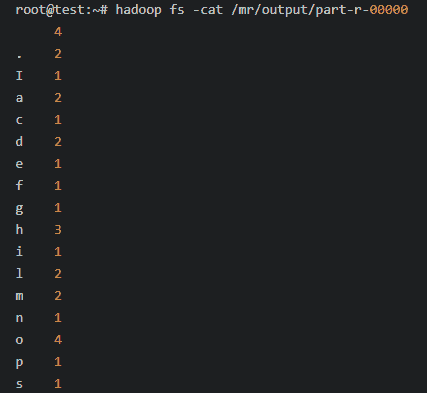 root@test:~# hadoop fs -cat /mr/output/part-r-00000
4
. 2
I 1
a 2
c 1
d 2
e 1
f 1
g 1
h 3
i 1
l 2
m 2
n 1
o 4
p 1
s 1